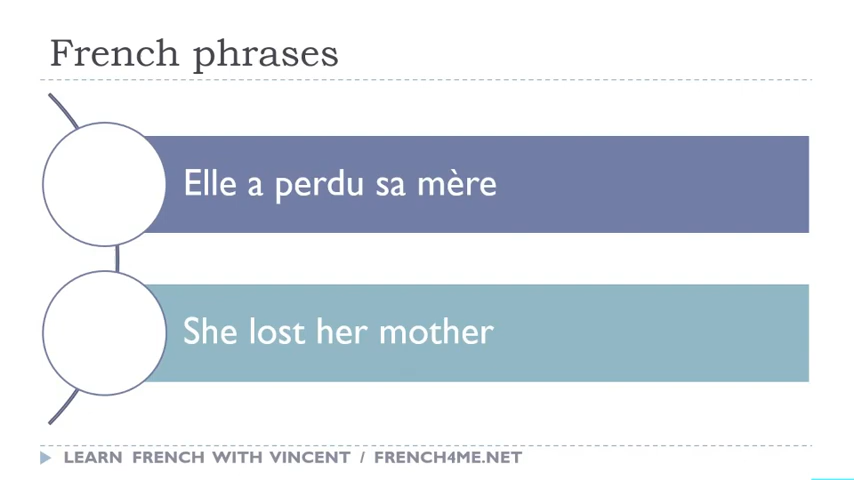 French phrases
Elle a perdu sa mère
She lost her mother
LEARN FRENCH WITH VINCENT / FRENCH4ME.NET